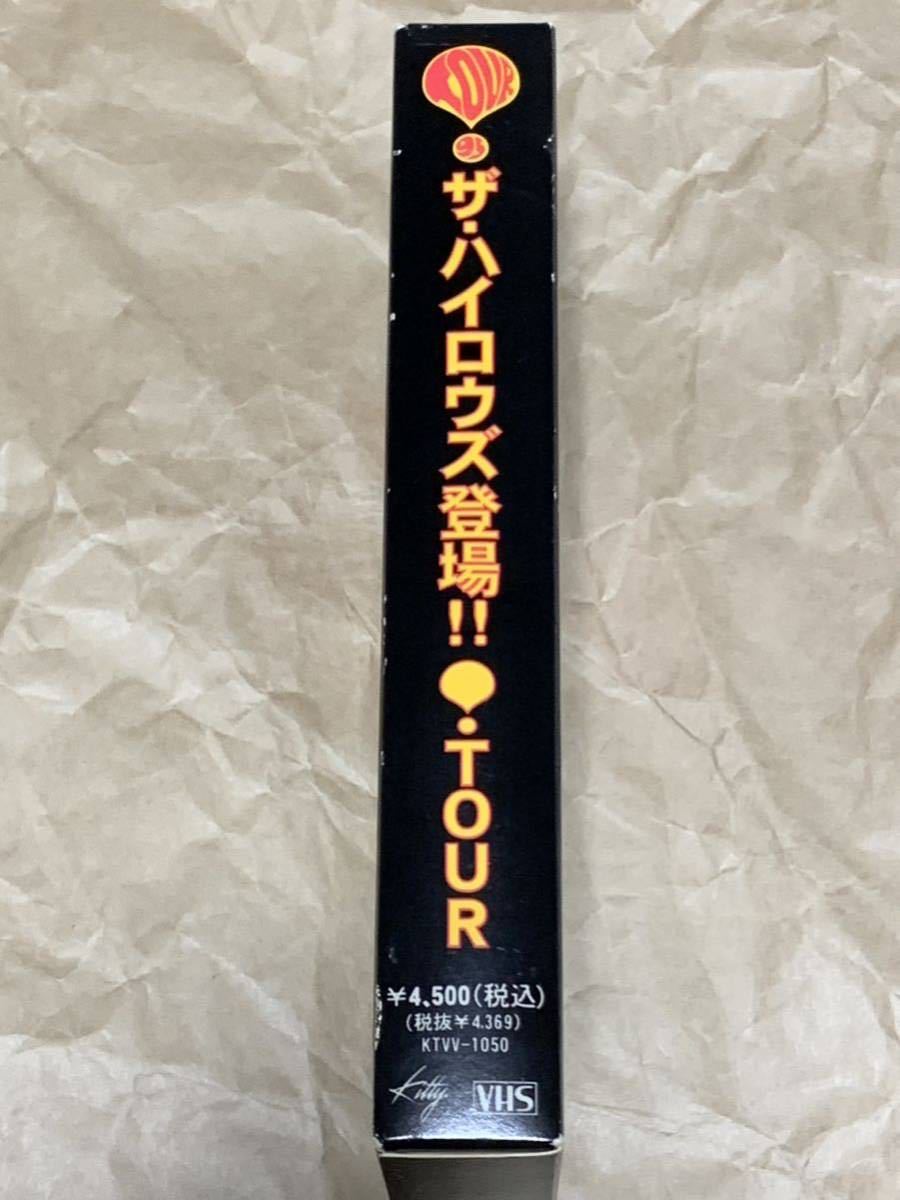 TOUR
95
ザ・ハイロウズ登場!!
・TOUR
¥4,500(税込)
(税抜¥4,369)
KTVV-1050
Kitty
VHS